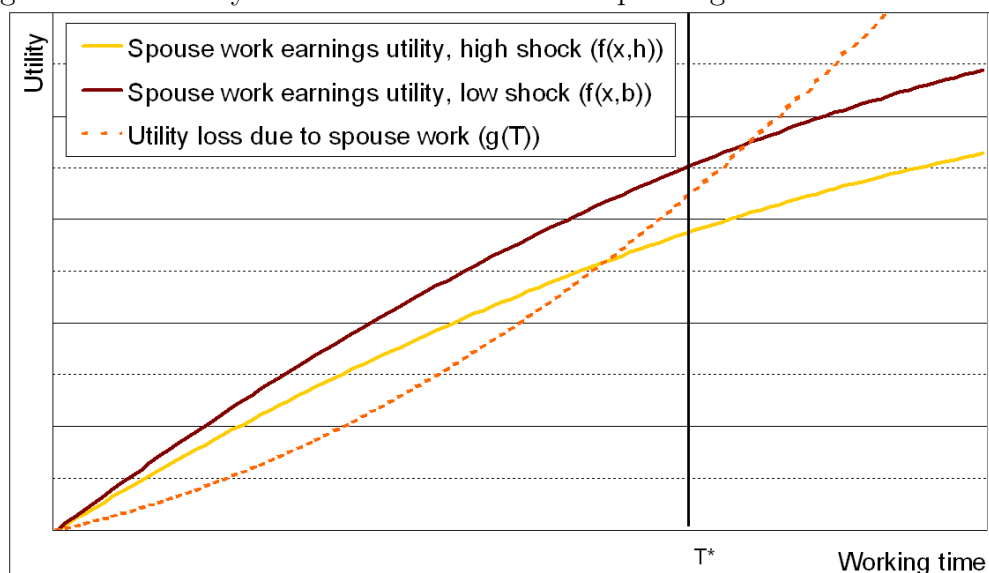 Utility
Spouse work earnings utility, high shock (f(x,h))
Spouse work earnings utility, low shock (f(x,b))
Utility loss due to spouse work (g(T))
T*
Working time